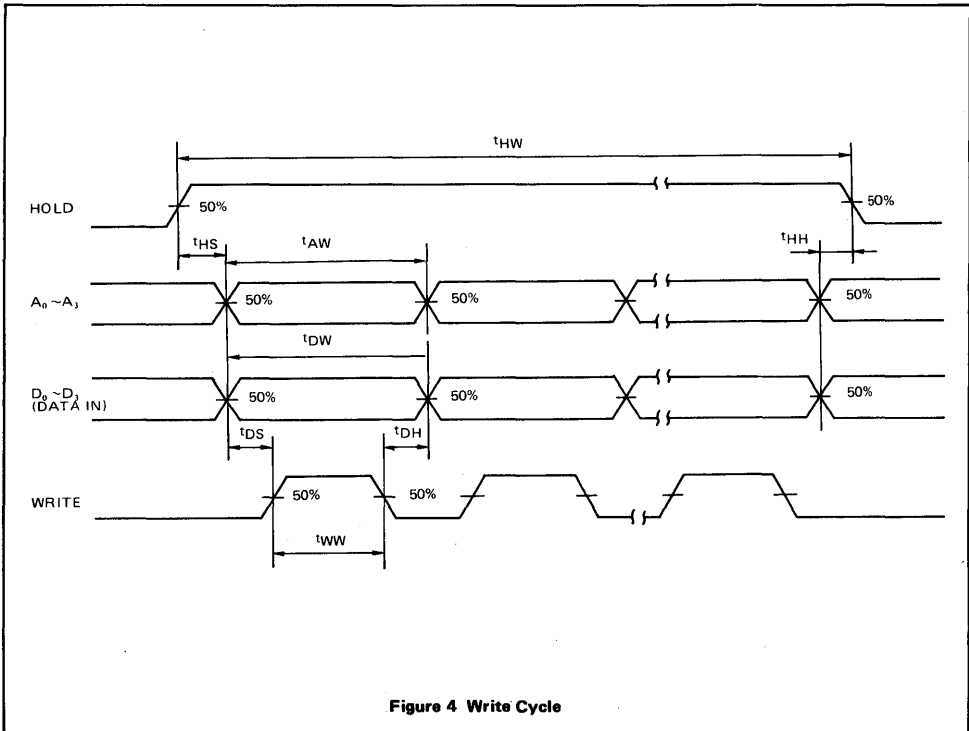 tHW
HOLD
50%
50%
tHS
tAW
tHH
A₀ ~ A₃
50%
50%
50%
tDW
D₀ ~ D₃
(DATA IN)
50%
50%
50%
tDS
tDH
WRITE
50%
50%
tWW
Figure 4 Write Cycle